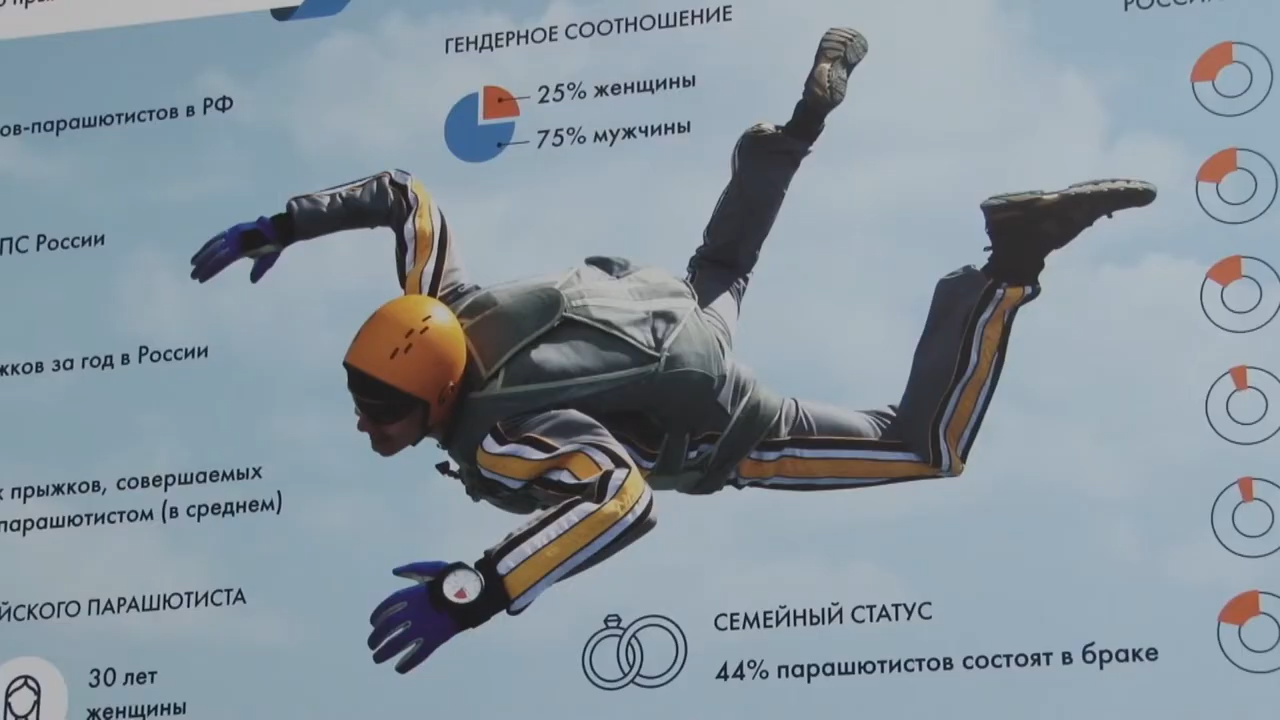 ГЕНДЕРНОЕ СООТНОШЕНИЕ
25% женщины
75% мужчины
ов-парашютистов в РФ
ПС России
жков за год в России
х прыжков, совершаемых
парашютистом (в среднем)
ЙСКОГО ПАРАШЮТИСТА
30 лет
женщины
СЕМЕЙНЫЙ СТАТУС
44% парашютистов состоят в браке